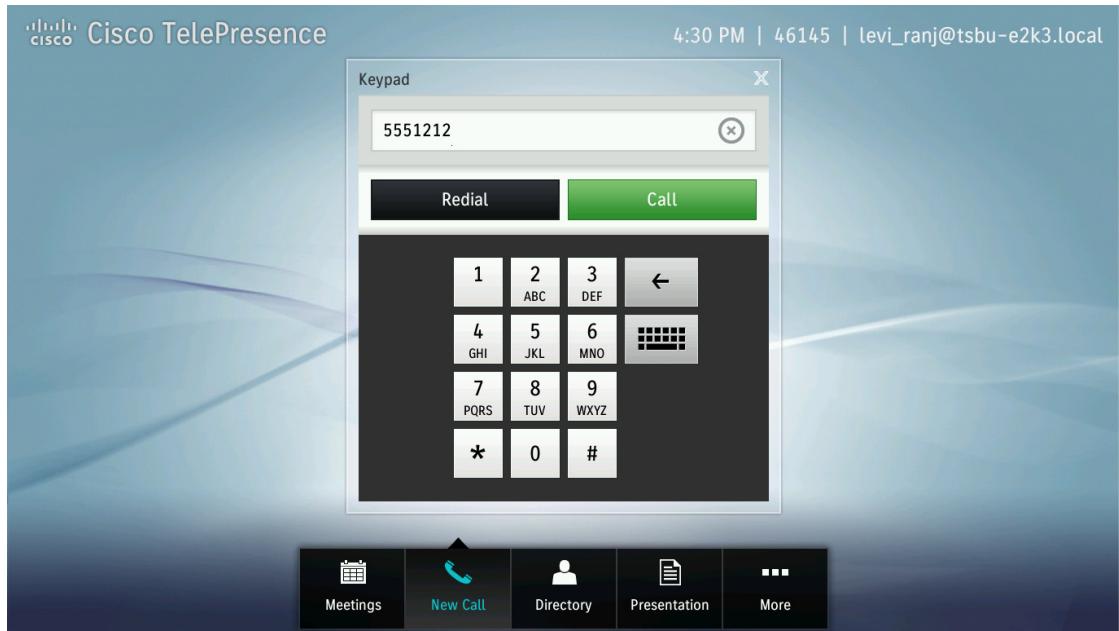 cisco Cisco TelePresence
4:30 PM | 46145 | levi_ranj@tsbu-e2k3.local
Keypad X
5551212
Redial Call
1 2 3
ABC DEF
4 5 6
GHI JKL MNO
7 8 9
PQRS TUV WXYZ
* 0 #
Meetings New Call Directory Presentation More